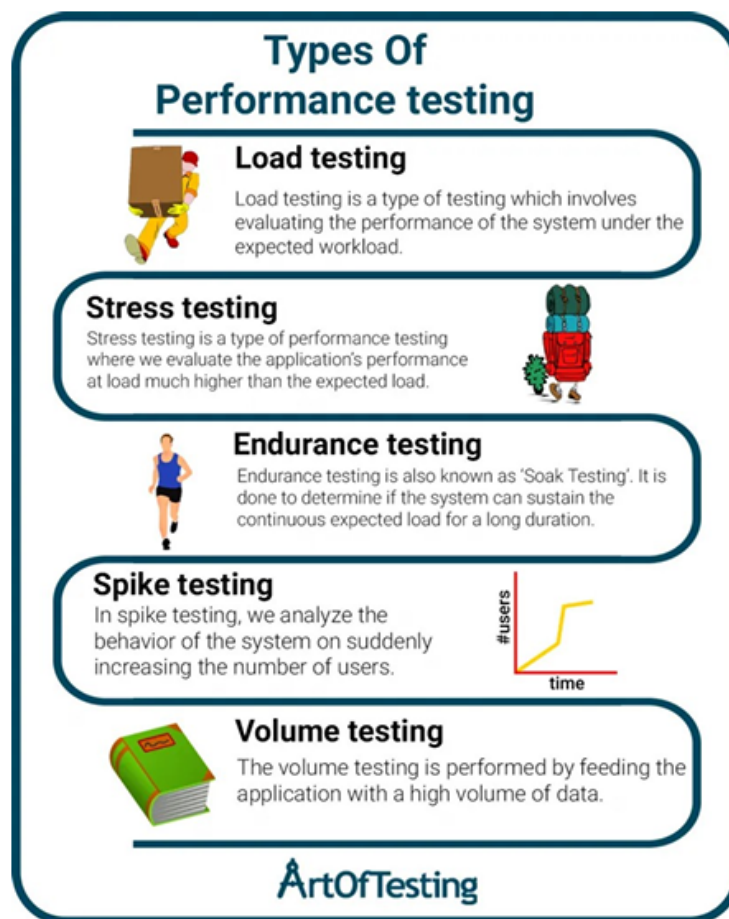 Types Of
Performance testing
Load testing
Load testing is a type of testing which involves
evaluating the performance of the system under the
expected workload.
Stress testing
Stress testing is a type of performance testing
where we evaluate the application's performance
at load much higher than the expected load.
Endurance testing
Endurance testing is also known as 'Soak Testing'. It is
done to determine if the system can sustain the
continuous expected load for a long duration.
Spike testing
In spike testing, we analyze the
behavior of the system on suddenly
increasing the number of users.
#users
time
Volume testing
The volume testing is performed by feeding the
application with a high volume of data.
ArtOfTesting